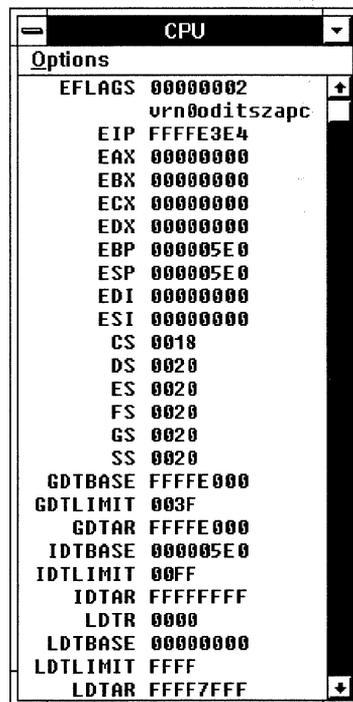 CPU
Options
EFLAGS 00000002
vrn0oditszapc
EIP FFFFE3E4
EAX 00000000
EBX 00000000
ECX 00000000
EDX 00000000
EBP 000005E0
ESP 000005E0
EDI 00000000
ESI 00000000
CS 0018
DS 0020
ES 0020
FS 0020
GS 0020
SS 0020
GDTBASE FFFFE000
GDTLIMIT 003F
GDTAR FFFFE000
IDTBASE 000005E0
IDTLIMIT 00FF
IDTAR FFFFFFFF
LDTR 0000
LDTBASE 00000000
LDTLIMIT FFFF
LDTAR FFFF7FFF